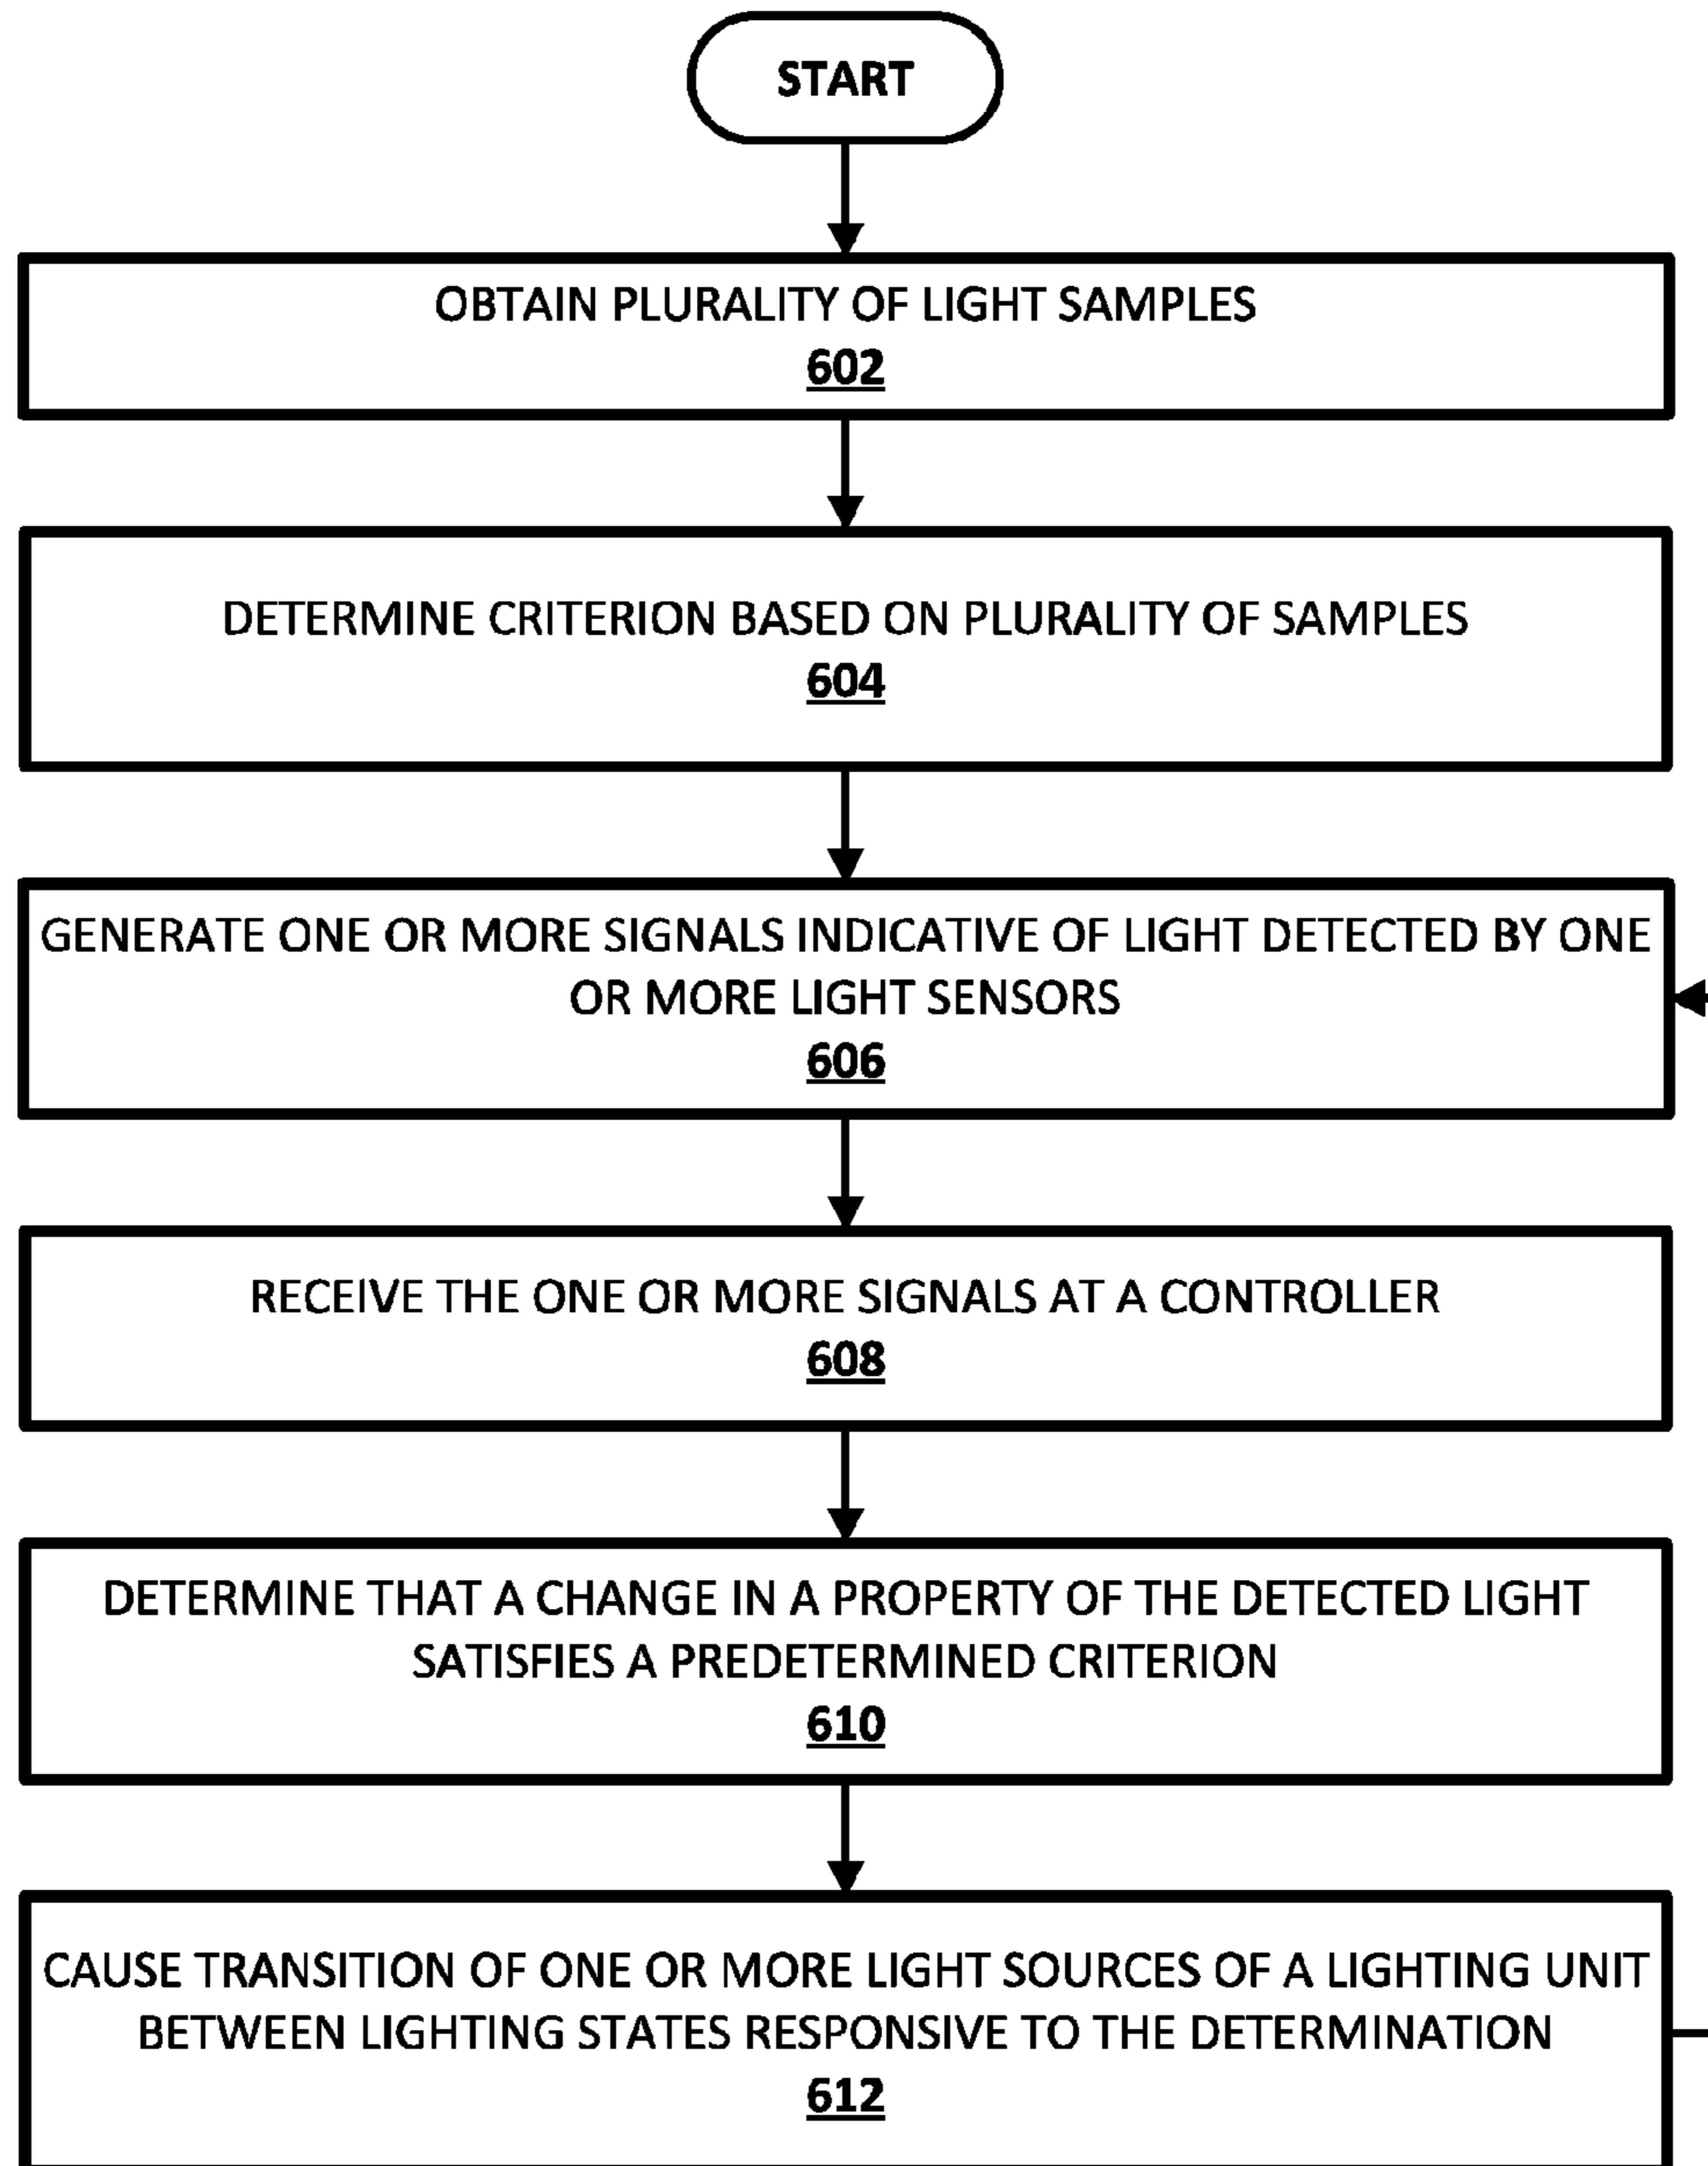 START
OBTAIN PLURALITY OF LIGHT SAMPLES
602
DETERMINE CRITERION BASED ON PLURALITY OF SAMPLES
604
GENERATE ONE OR MORE SIGNALS INDICATIVE OF LIGHT DETECTED BY ONE
OR MORE LIGHT SENSORS
606
RECEIVE THE ONE OR MORE SIGNALS AT A CONTROLLER
608
DETERMINE THAT A CHANGE IN A PROPERTY OF THE DETECTED LIGHT
SATISFIES A PREDETERMINED CRITERION
610
CAUSE TRANSITION OF ONE OR MORE LIGHT SOURCES OF A LIGHTING UNIT
BETWEEN LIGHTING STATES RESPONSIVE TO THE DETERMINATION
612